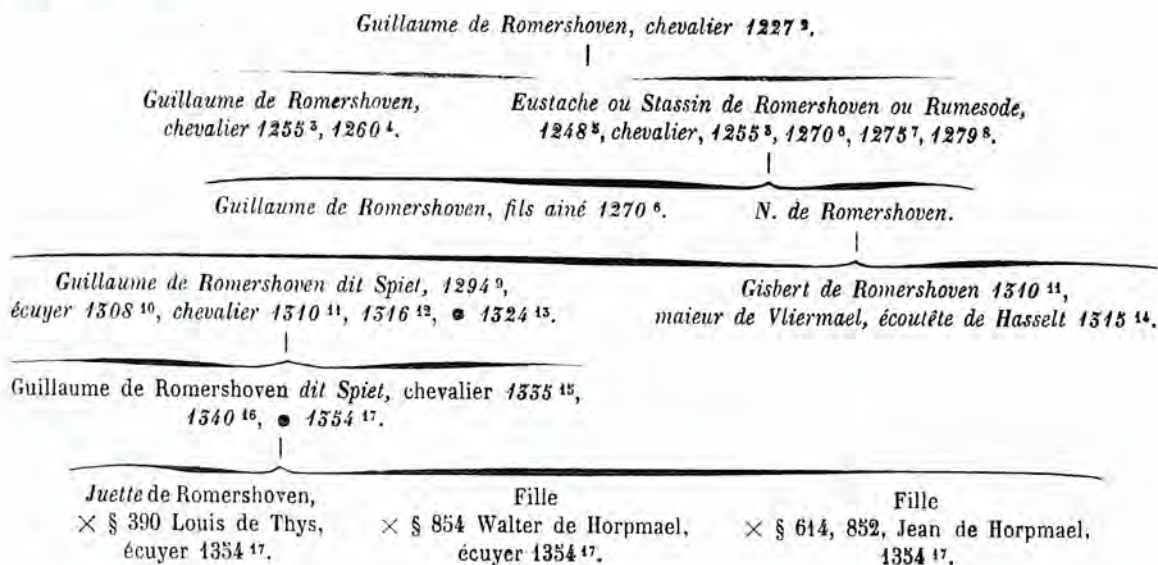 Guillaume de Romershoven, chevalier 1227 ².
Guillaume de Romershoven,
chevalier 1255 ³, 1260 ⁴.
Eustache ou Stassin de Romershoven ou Rumesode,
1248 ⁵, chevalier, 1255 ³, 1270 ⁶, 1275 ⁷, 1279 ⁸.
Guillaume de Romershoven, fils ainé 1270 ⁶.
N. de Romershoven.
Guillaume de Romershoven dit Spiet, 1294 ⁹,
écuyer 1308 ¹⁰, chevalier 1310 ¹¹, 1316 ¹², ● 1324 ¹³.
Gisbert de Romershoven 1310 ¹¹,
maieur de Vliermael, écoutête de Hasselt 1315 ¹⁴.
Guillaume de Romershoven dit Spiet, chevalier 1335 ¹⁵,
1340 ¹⁶, ● 1354 ¹⁷.
Juette de Romershoven,
× § 390 Louis de Thys,
écuyer 1354 ¹⁷.
Fille
× § 854 Walter de Horpmael,
écuyer 1354 ¹⁷.
Fille
× § 614, 852, Jean de Horpmael,
1354 ¹⁷.